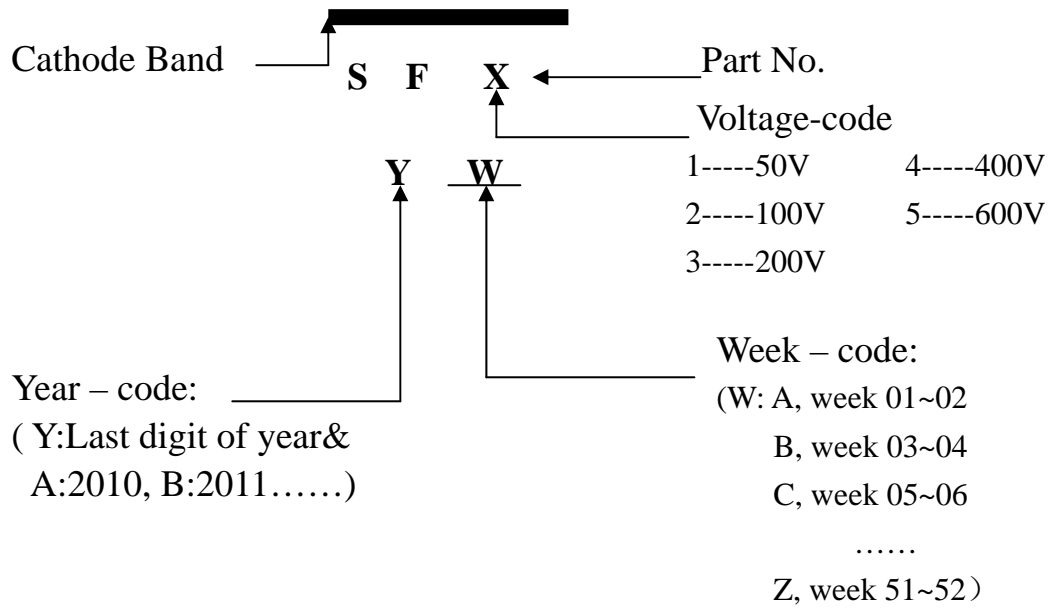 Cathode Band
S F X
Part No.
Voltage-code
1-----50V 4-----400V
2-----100V 5-----600V
3-----200V
Y W
Year – code:
( Y:Last digit of year&
A:2010, B:2011……)
Week – code:
(W: A, week 01~02
B, week 03~04
C, week 05~06
……
Z, week 51~52）